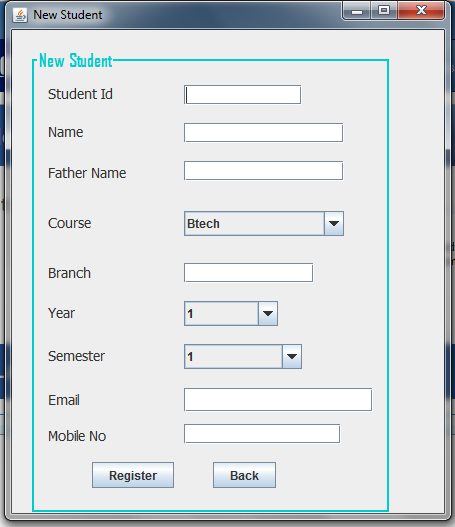 New Student
New Student
Student Id
Name
Father Name
Course Btech
Branch
Year 1
Semester 1
Email
Mobile No
Register Back